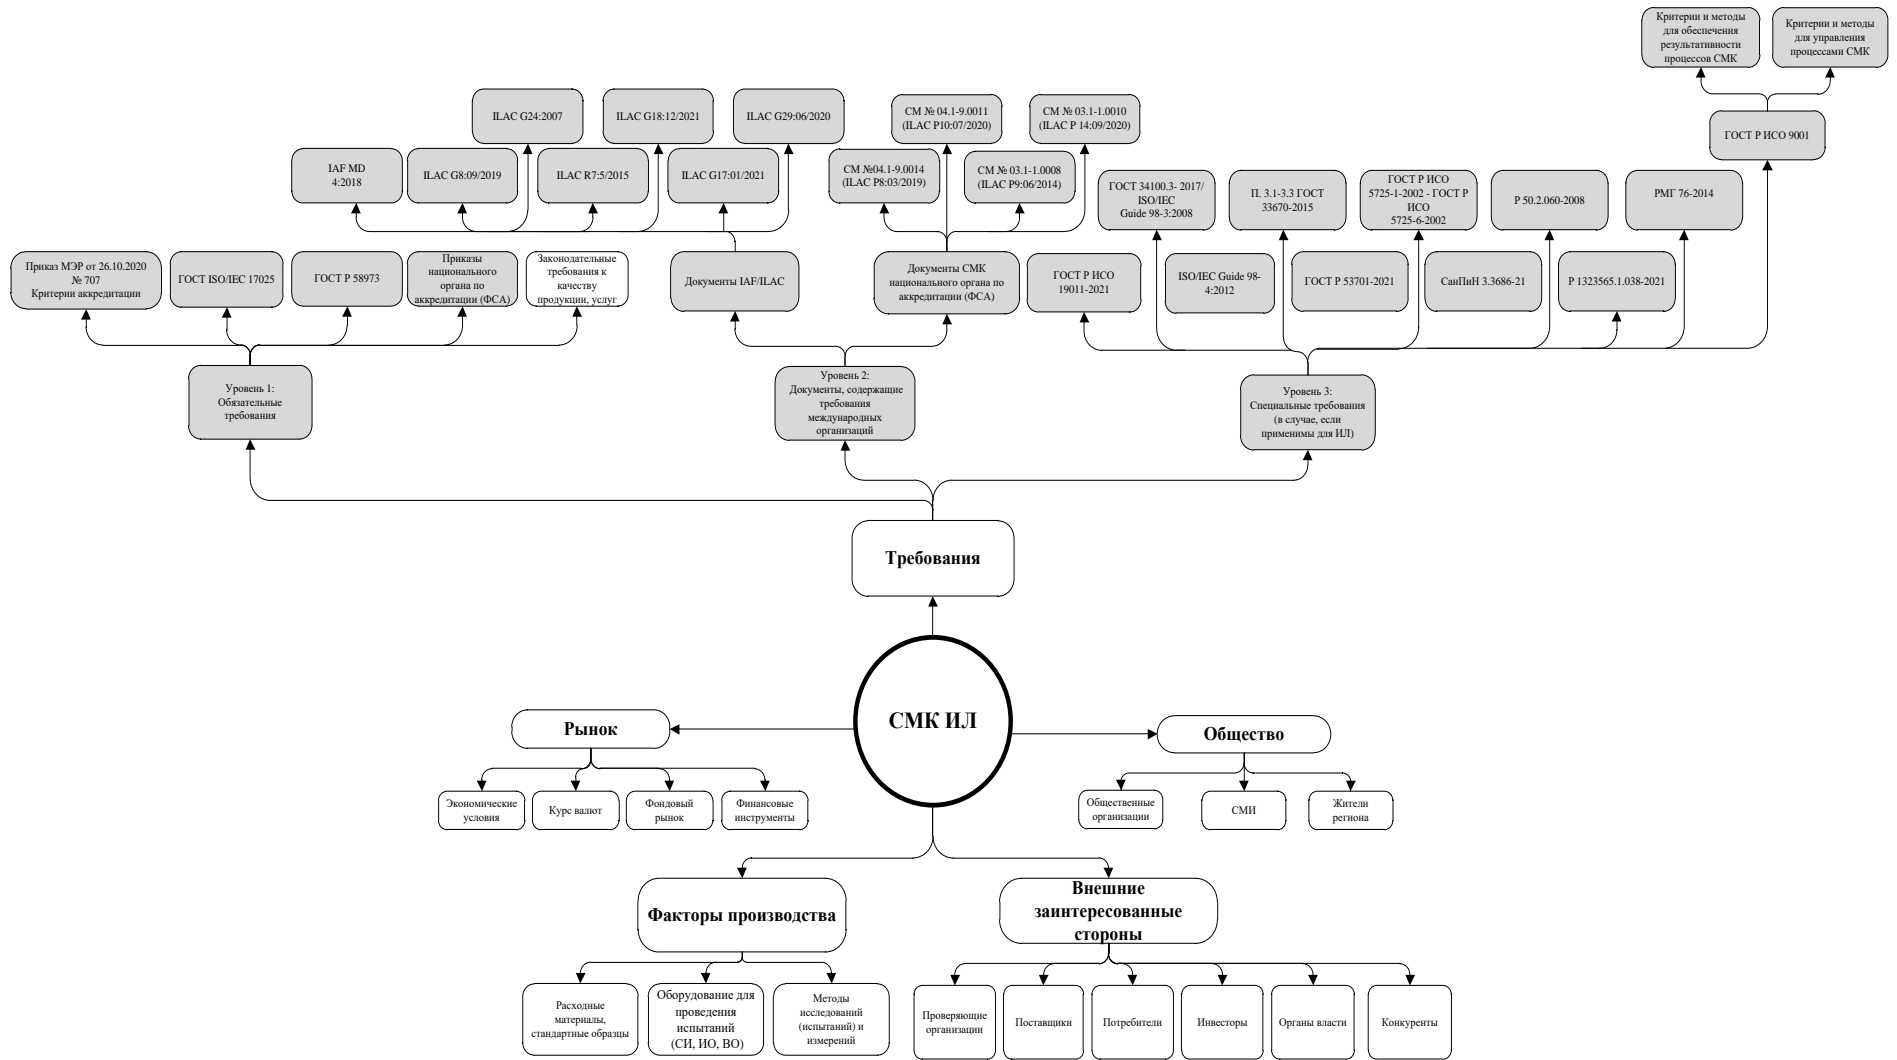 Критерии и методы
для обеспечения
результативности
процессов СМК
Критерии и методы
для управления
процессами СМК
ILAC G24:2007
ILAC G18:12/2021
ILAC G29:06/2020
СМ № 04.1-9.0011
(ILAC P10:07/2020)
СМ № 03.1-1.0010
(ILAC P 14:09/2020)
ГОСТ Р ИСО 9001
IAF MD
4:2018
ILAC G8:09/2019
ILAC R7:5/2015
ILAC G17:01/2021
СМ №04.1-9.0014
(ILAC P8:03/2019)
СМ № 03.1-1.0008
(ILAC P9:06/2014)
ГОСТ 34100.3- 2017/
ISO/IEC
Guide 98-3:2008
П. 3.1-3.3 ГОСТ
33670-2015
ГОСТ Р ИСО
5725-1-2002 - ГОСТ Р
ИСО
5725-6-2002
Р 50.2.060-2008
РМГ 76-2014
Приказ МЭР от 26.10.2020
№ 707
Критерии аккредитации
ГОСТ ISO/IEC 17025
ГОСТ Р 58973
Приказы
национального
органа по
аккредитации (ФСА)
Законодательные
требования к
качеству
продукции, услуг
Документы IAF/ILAC
Документы СМК
национального органа по
аккредитации (ФСА)
ГОСТ Р ИСО
19011-2021
ISO/IEC Guide 98-
4:2012
ГОСТ Р 53701-2021
СанПиН 3.3686-21
Р 1323565.1.038-2021
Уровень 1:
Обязательные
требования
Уровень 2:
Документы, содержащие
требования
международных
организаций
Уровень 3:
Специальные требования
(в случае, если
применимы для ИЛ)
Требования
СМК ИЛ
Рынок
Общество
Экономические
условия
Курс валют
Фондовый
рынок
Финансовые
инструменты
Общественные
организации
СМИ
Жители
региона
Факторы производства
Внешние
заинтересованные
стороны
Расходные
материалы,
стандартные образцы
Оборудование для
проведения
испытаний
(СИ, ИО, ВО)
Методы
исследований
(испытаний) и
измерений
Проверяющие
организации
Поставщики
Потребители
Инвесторы
Органы власти
Конкуренты